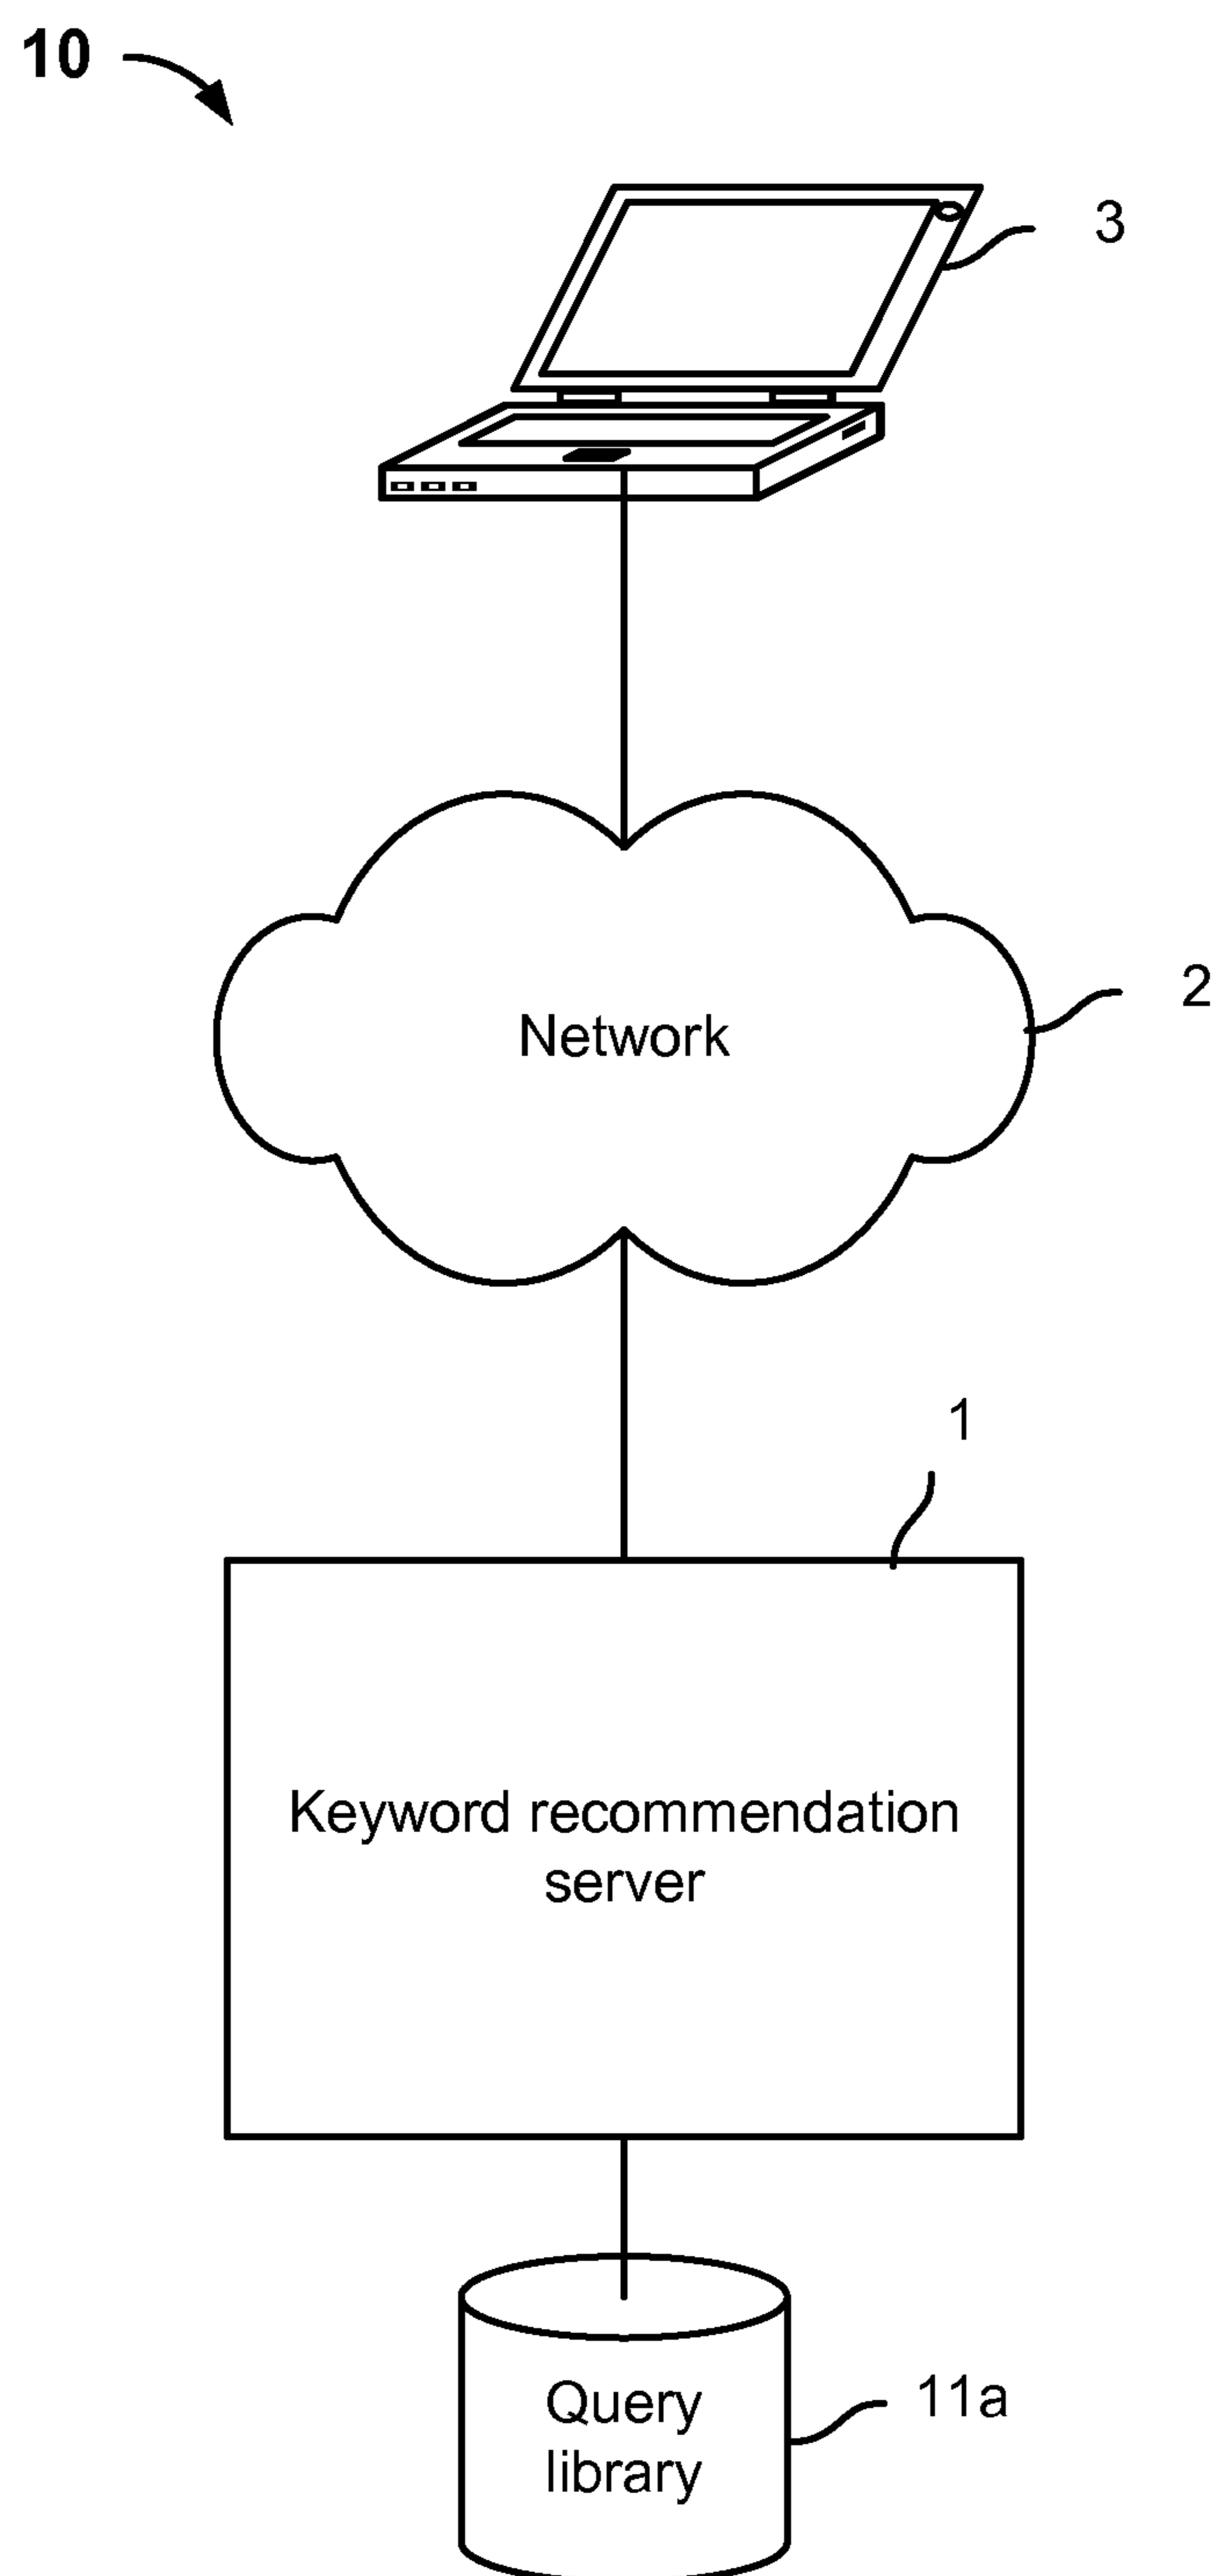 10
3
2
Network
1
Keyword recommendation
server
Query
library
11a